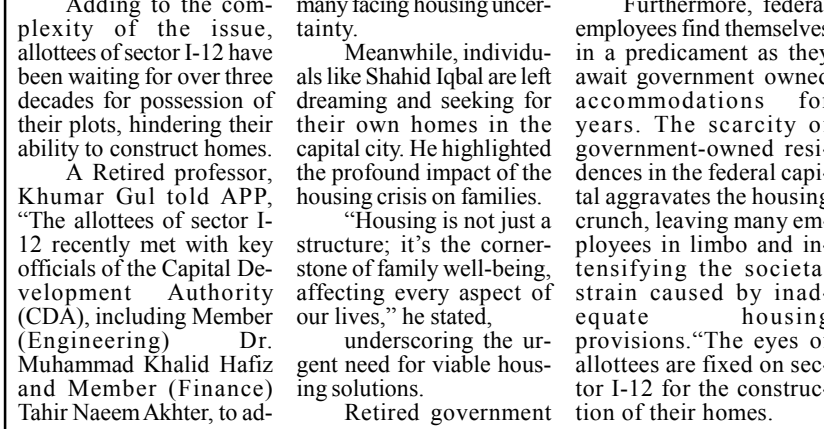 Adding to the com-
plexity of the issue,
allottees of sector I-12 have
been waiting for over three
decades for possession of
their plots, hindering their
ability to construct homes.
A Retired professor,
Khumar Gul told APP,
“The allottees of sector I-
12 recently met with key
officials of the Capital De-
velopment Authority
(CDA), including Member
(Engineering) Dr.
Muhammad Khalid Hafiz
and Member (Finance)
Tahir Naeem Akhter, to ad-
many facing housing uncer-
tainty.
Meanwhile, individu-
als like Shahid Iqbal are left
dreaming and seeking for
their own homes in the
capital city. He highlighted
the profound impact of the
housing crisis on families.
“Housing is not just a
structure; it’s the corner-
stone of family well-being,
affecting every aspect of
our lives,” he stated,
underscoring the ur-
gent need for viable hous-
ing solutions.
Retired government
Furthermore, federal
employees find themselves
in a predicament as they
await government owned
accommodations for
years. The scarcity of
government-owned resi-
dences in the federal capi-
tal aggravates the housing
crunch, leaving many em-
ployees in limbo and in-
tensifying the societal
strain caused by inad-
equate housing
provisions.“The eyes of
allottees are fixed on sec-
tor I-12 for the construc-
tion of their homes.